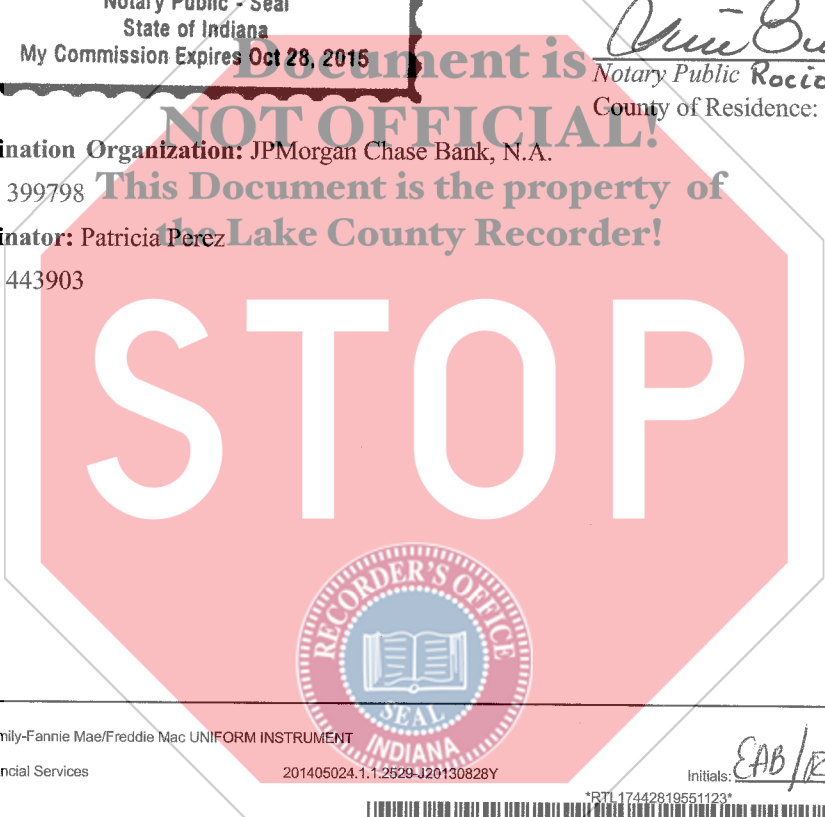 Notary Public - Seal
State of Indiana
My Commission Expires Oct 28, 2015
Document is
Notary Public Rocio
County of Residence:
NOT OFFICIAL!
ination Organization: JPMorgan Chase Bank, N.A.
399798
This Document is the property of
inator: Patricia Perez
the Lake County Recorder!
443903
STOP
RECORDER'S OFFICE
SEAL
INDIANA
mily-Fannie Mae/Freddie Mac UNIFORM INSTRUMENT
ncial Services 201405024.1.1.2529-J20130828Y Initials: EAB/
*RTL17442819551123*